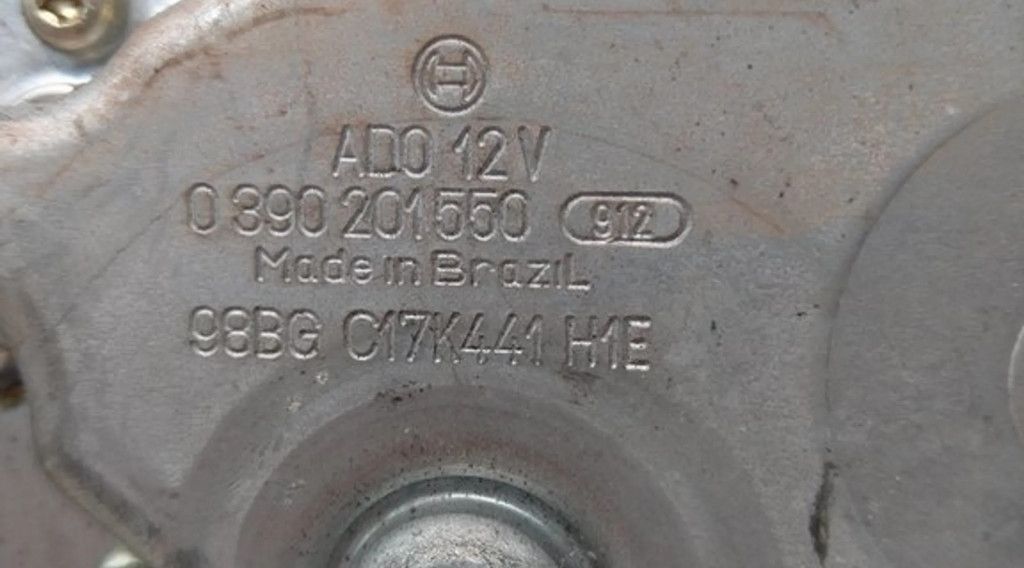 ADO 12V
0 390 201 550 912
Made in BraziL
98BG C17K441 H1E